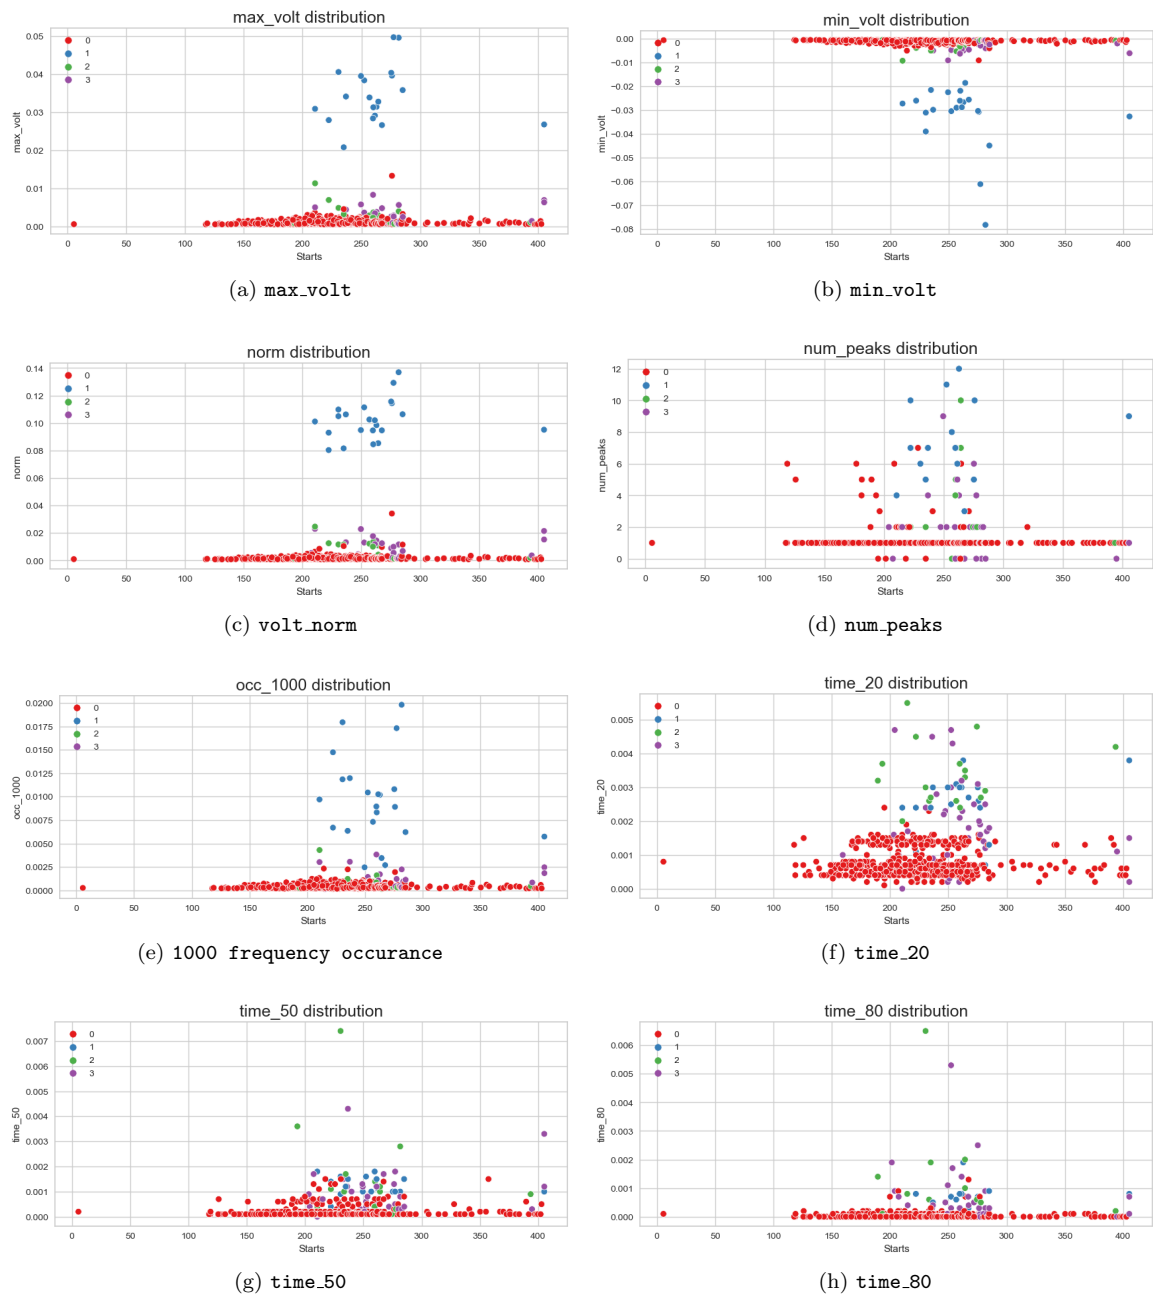 max_volt distribution
0.05
0.04
0.03
0.02
0.01
0.00
max_volt
0
1
2
3
0 50 100 150 200 250 300 350 400
Starts
(a) max_volt
min_volt distribution
0.00
−0.01
−0.02
−0.03
−0.04
−0.05
−0.06
−0.07
−0.08
min_volt
0
1
2
3
0 50 100 150 200 250 300 350 400
Starts
(b) min_volt
norm distribution
0.14
0.12
0.10
0.08
0.06
0.04
0.02
0.00
norm
0
1
2
3
0 50 100 150 200 250 300 350 400
Starts
(c) volt_norm
num_peaks distribution
12
10
8
6
4
2
0
num_peaks
0
1
2
3
0 50 100 150 200 250 300 350 400
Starts
(d) num_peaks
occ_1000 distribution
0.0200
0.0175
0.0150
0.0125
0.0100
0.0075
0.0050
0.0025
0.0000
occ_1000
0
1
2
3
0 50 100 150 200 250 300 350 400
Starts
(e) 1000 frequency occurance
time_20 distribution
0.005
0.004
0.003
0.002
0.001
0.000
time_20
0
1
2
3
0 50 100 150 200 250 300 350 400
Starts
(f) time_20
time_50 distribution
0.007
0.006
0.005
0.004
0.003
0.002
0.001
0.000
time_50
0
1
2
3
0 50 100 150 200 250 300 350 400
Starts
(g) time_50
time_80 distribution
0.006
0.005
0.004
0.003
0.002
0.001
0.000
time_80
0
1
2
3
0 50 100 150 200 250 300 350 400
Starts
(h) time_80